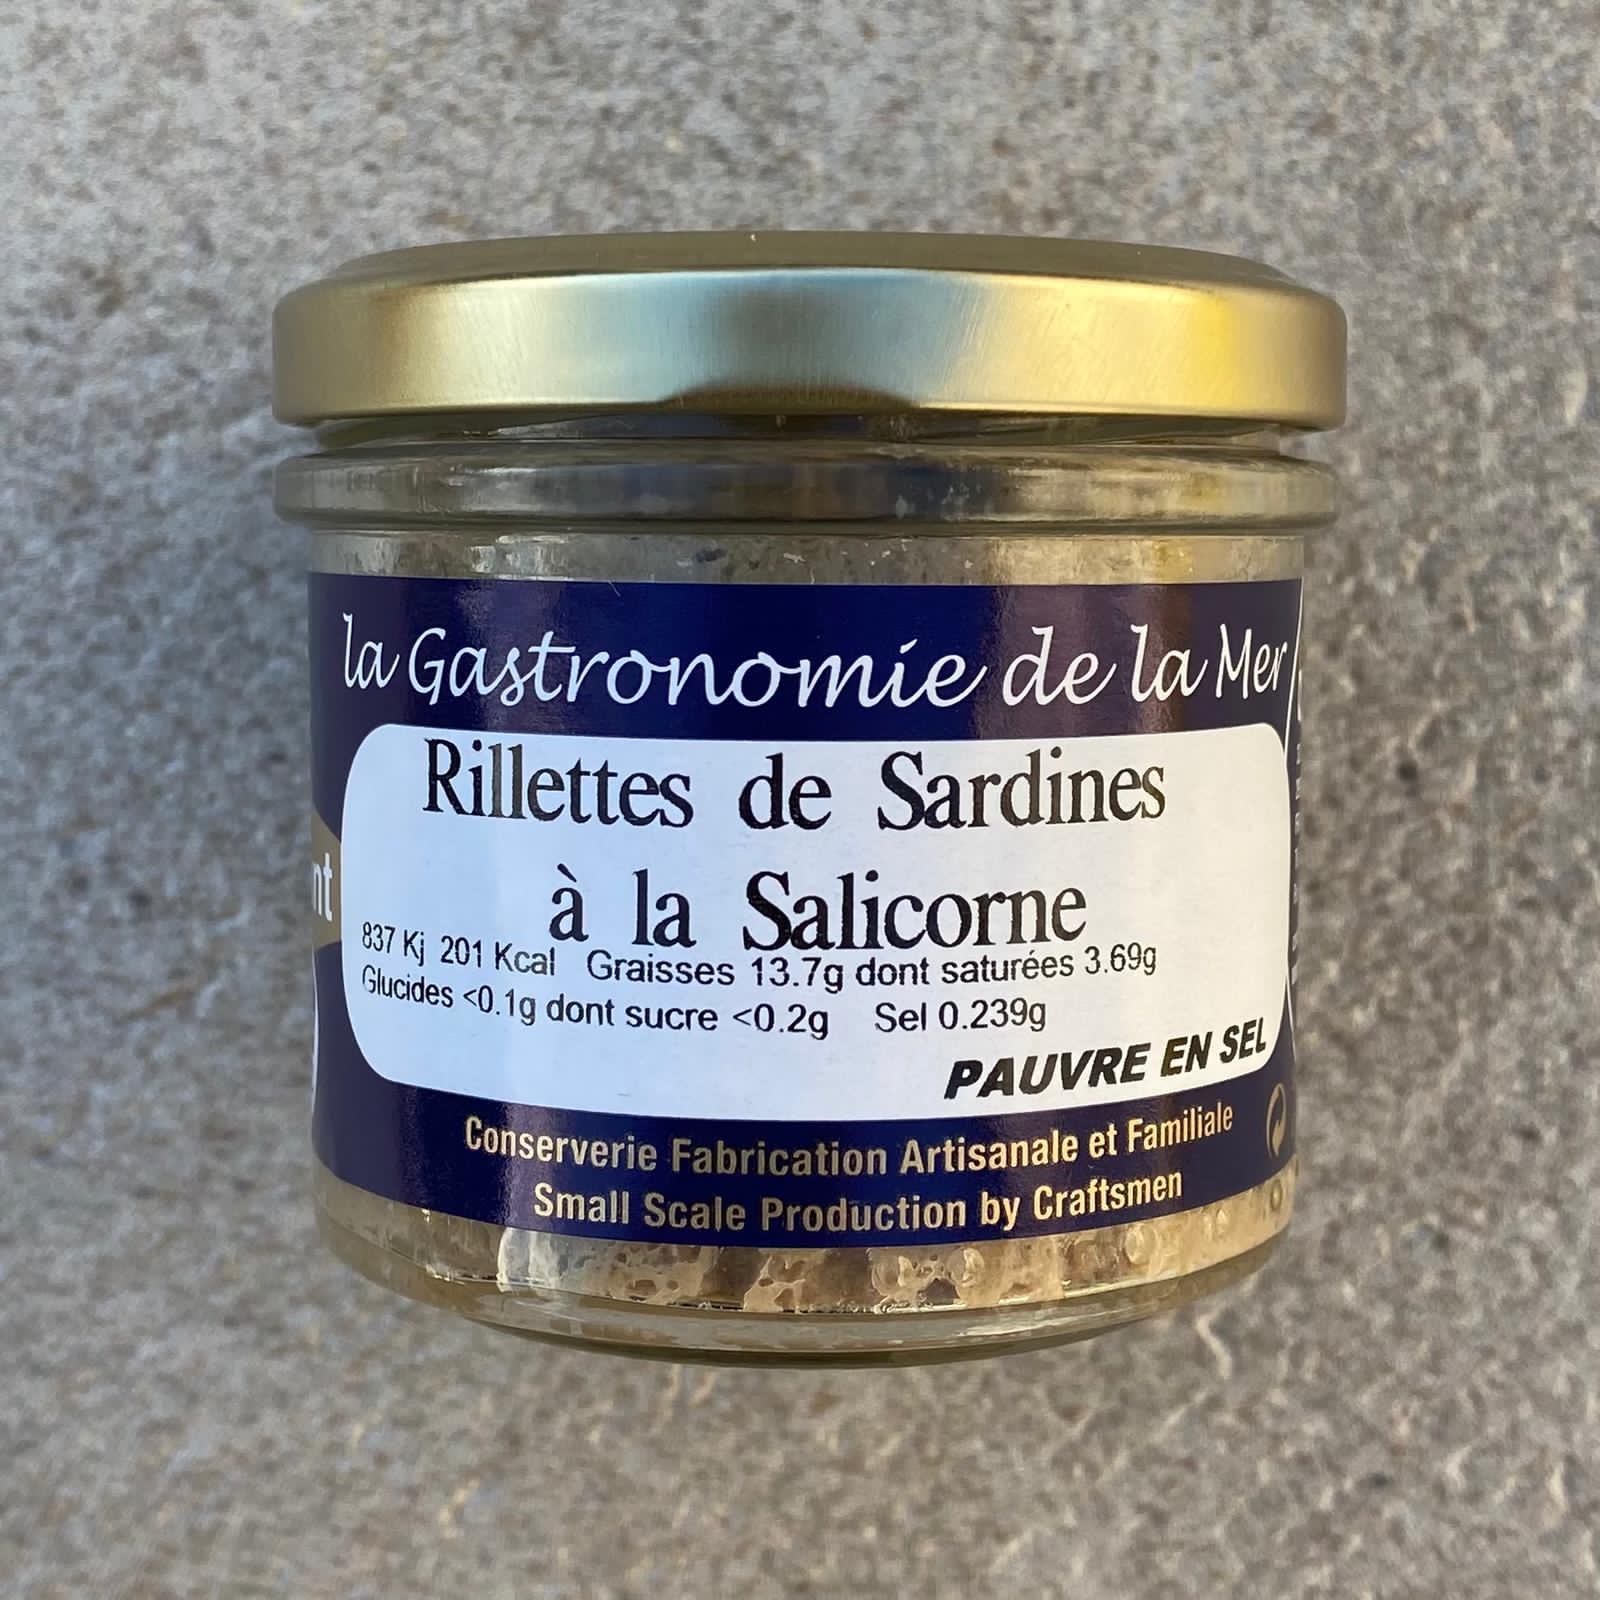 la Gastronomie de la Mer
Rillettes de Sardines
à la Salicorne
837 Kj 201 Kcal Graisses 13.7g dont saturées 3.69g
Glucides <0.1g dont sucre <0.2g Sel 0.239g
PAUVRE EN SEL
Conserverie Fabrication Artisanale et Familiale
Small Scale Production by Craftsmen
nt